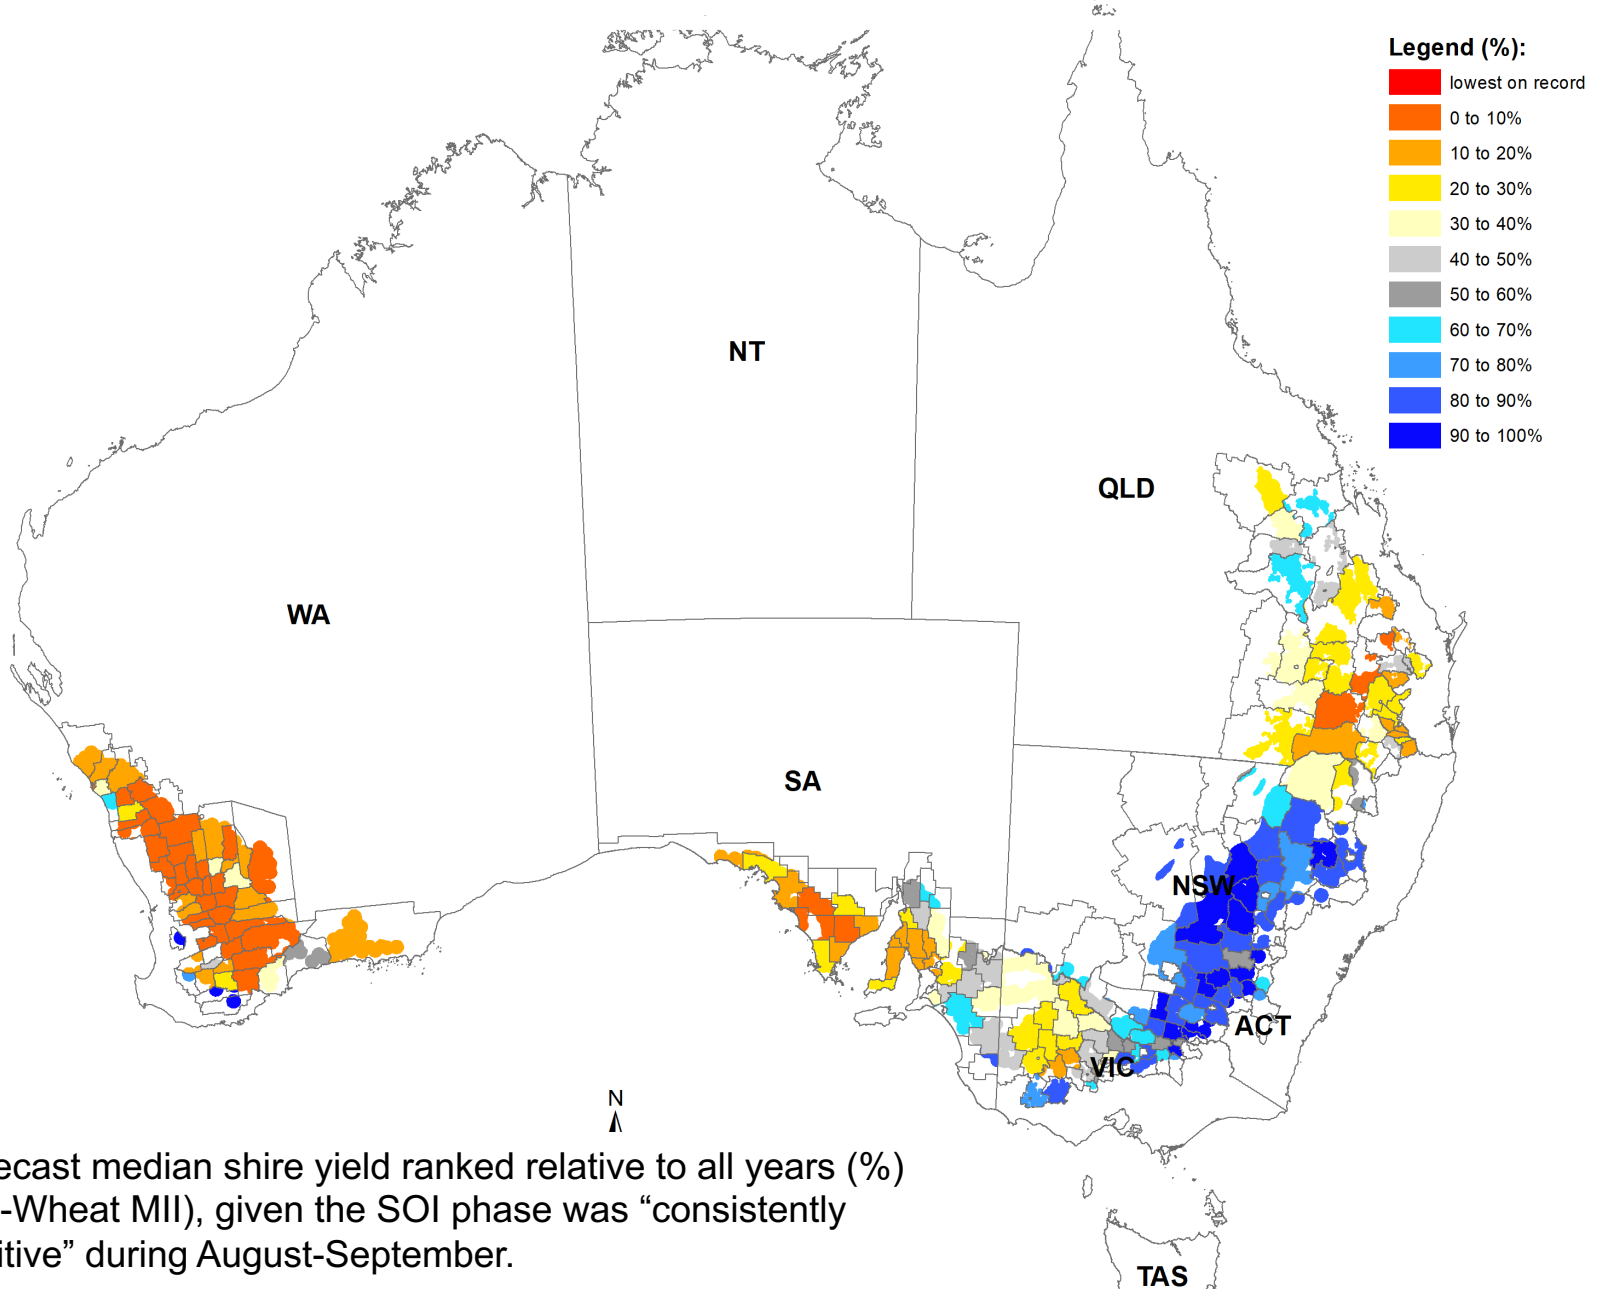 Legend (%):
lowest on record
0 to 10%
10 to 20%
20 to 30%
30 to 40%
40 to 50%
50 to 60%
60 to 70%
70 to 80%
80 to 90%
90 to 100%
NT
QLD
WA
SA
NSW
ACT
VIC
N
ecast median shire yield ranked relative to all years (%)
-Wheat MII), given the SOI phase was “consistently
itive” during August-September.
TAS